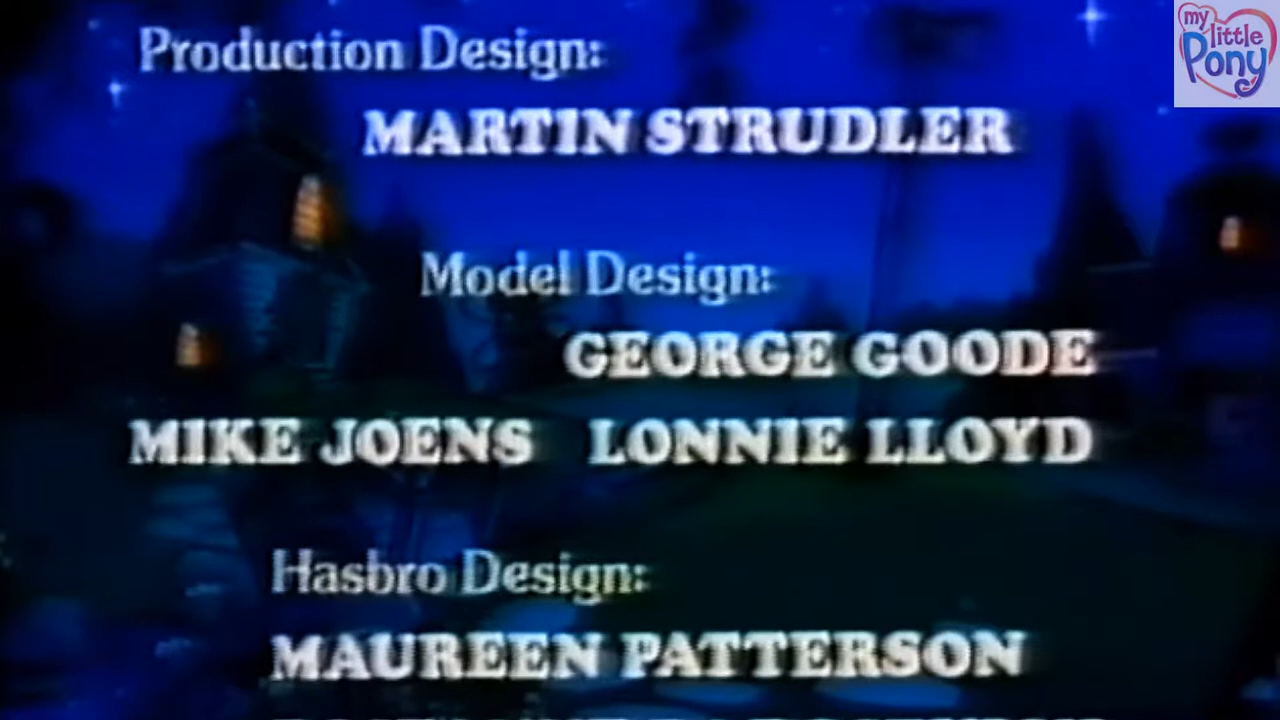 my
little
Pony
Production Design:
MARTIN STRUDLER
Model Design:
GEORGE GOODE
MIKE JOENS LONNIE LLOYD
Hasbro Design:
MAUREEN PATTERSON